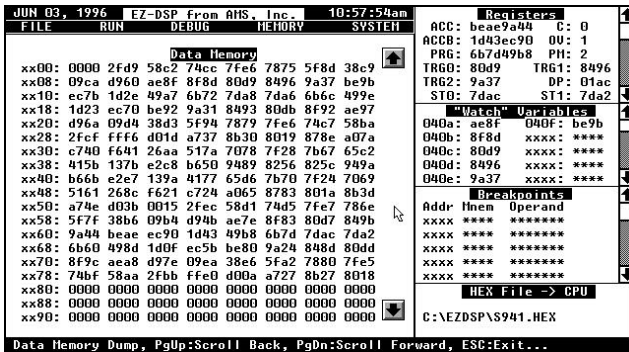 JUN 03, 1996 EZ-DSP from AMS, Inc. 10:57:54am
FILE RUN DEBUG MEMORY SYSTEM
Data Memory
xx00: 0000 2fd9 58c2 74cc 7fe6 7875 5f8d 38c9
xx08: 09ca d960 ae8f 8f8d 80d9 8496 9a37 be9b
xx10: ec7b 1d2e 49a7 6b72 7da8 7da6 6b6c 499e
xx18: 1d23 ec70 be92 9a31 8493 80db 8f92 ae97
xx20: d96a 09d4 38d3 5f94 7879 7fe6 74c7 58ba
xx28: 2fcf fff6 d01d a737 8b30 8019 878e a07a
xx30: c740 f641 26aa 517a 7078 7f28 7b67 65c2
xx38: 415b 137b e2c8 b650 9489 8256 825c 949a
xx40: b66b e2e7 139a 4177 65d6 7b70 7f24 7069
xx48: 5161 268c f621 c724 a065 8783 801a 8b3d
xx50: a74e d03b 0015 2fec 58d1 74d5 7fe7 786e
xx58: 5f7f 38b6 09b4 d94b ae7e 8f83 80d7 849b
xx60: 9a44 beae ec90 1d43 49b8 6b7d 7dac 7da2
xx68: 6b60 498d 1d0f ec5b be80 9a24 848d 80dd
xx70: 8f9c aea8 d97e 09ea 38e6 5fa2 7880 7fe5
xx78: 74bf 58aa 2fbb ffe0 d00a a727 8b27 8018
xx80: 0000 0000 0000 0000 0000 0000 0000 0000
xx88: 0000 0000 0000 0000 0000 0000 0000 0000
xx90: 0000 0000 0000 0000 0000 0000 0000 0000
Registers
ACC: beae9a44 C: 0
ACCB: 1d43ec90 OV: 1
PRG: 6b7d49b8 PM: 2
TRG0: 80d9 TRG1: 8496
TRG2: 9a37 DP: 01ac
ST0: 7dac ST1: 7da2
"Watch" Variables
040a: ae8f 040f: be9b
040b: 8f8d xxxx: ****
040c: 80d9 xxxx: ****
040d: 8496 xxxx: ****
040e: 9a37 xxxx: ****
Breakpoints
Addr Mnem Operand
xxxx **** *******
xxxx **** *******
xxxx **** *******
xxxx **** *******
xxxx **** *******
HEX File -> CPU
C:\EZDSP\S941.HEX
Data Memory Dump, PgUp:Scroll Back, PgDn:Scroll Forward, ESC:Exit...